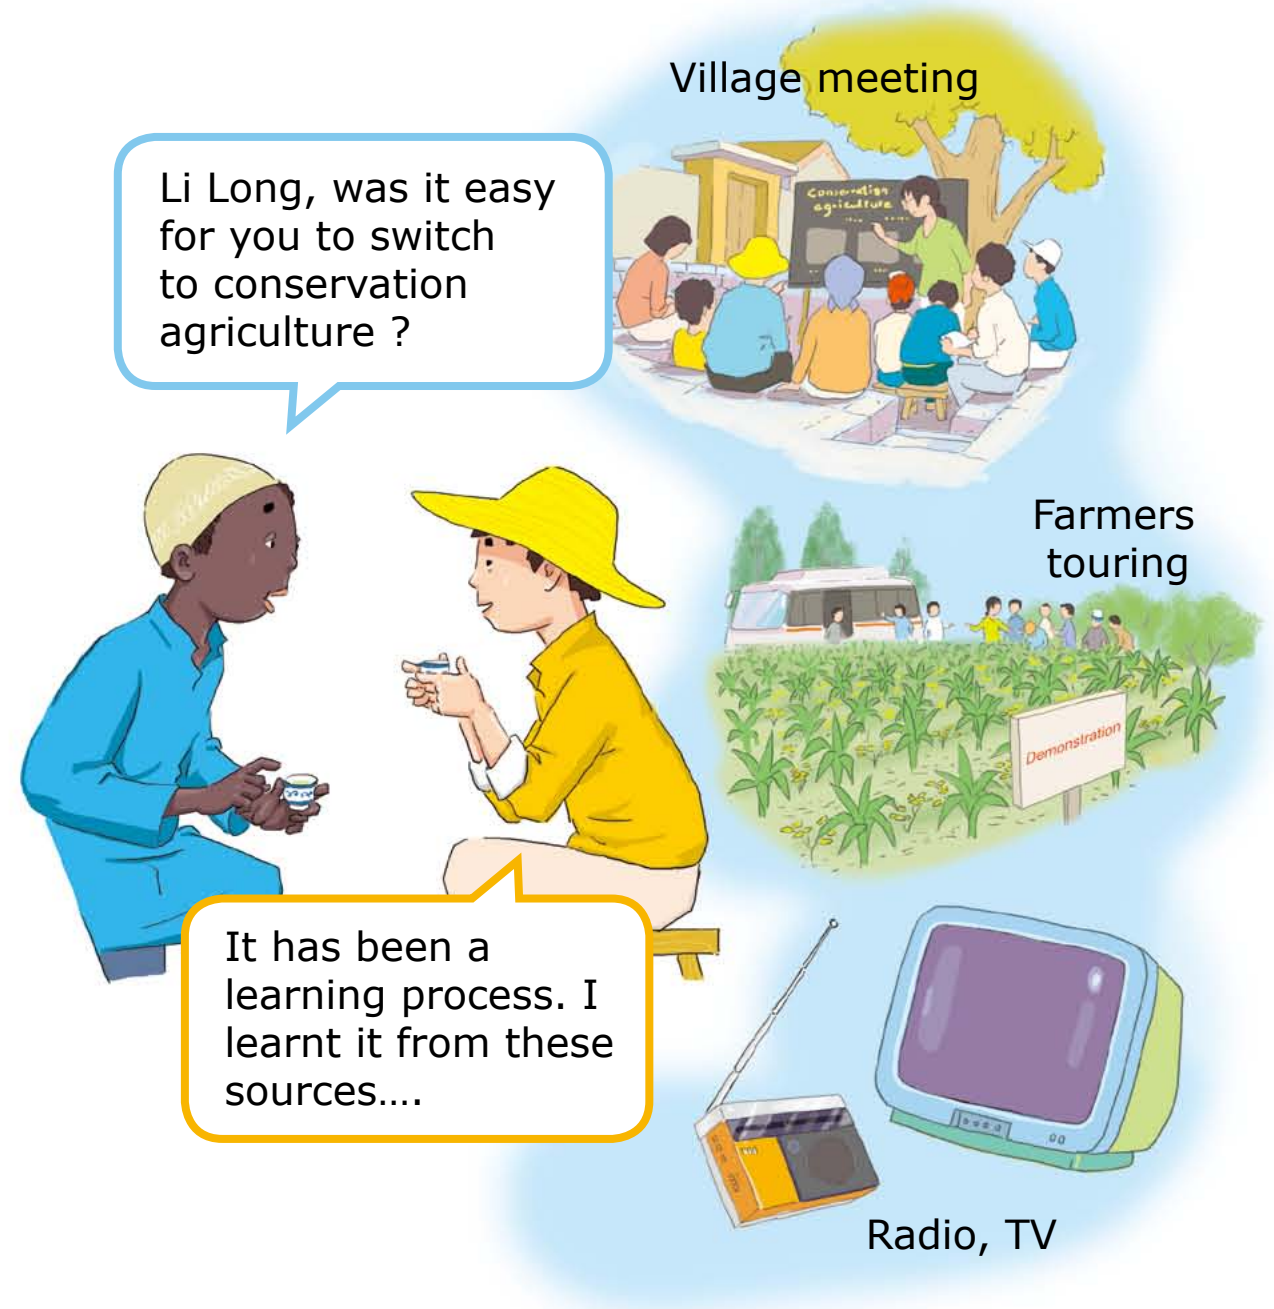 Village meeting
Li Long, was it easy
for you to switch
to conservation
agriculture ?
Conservation
agriculture
Farmers
touring
Demonstration
It has been a
learning process. I
learnt it from these
sources....
Radio, TV